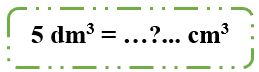 5 dm³ = ...?... cm³